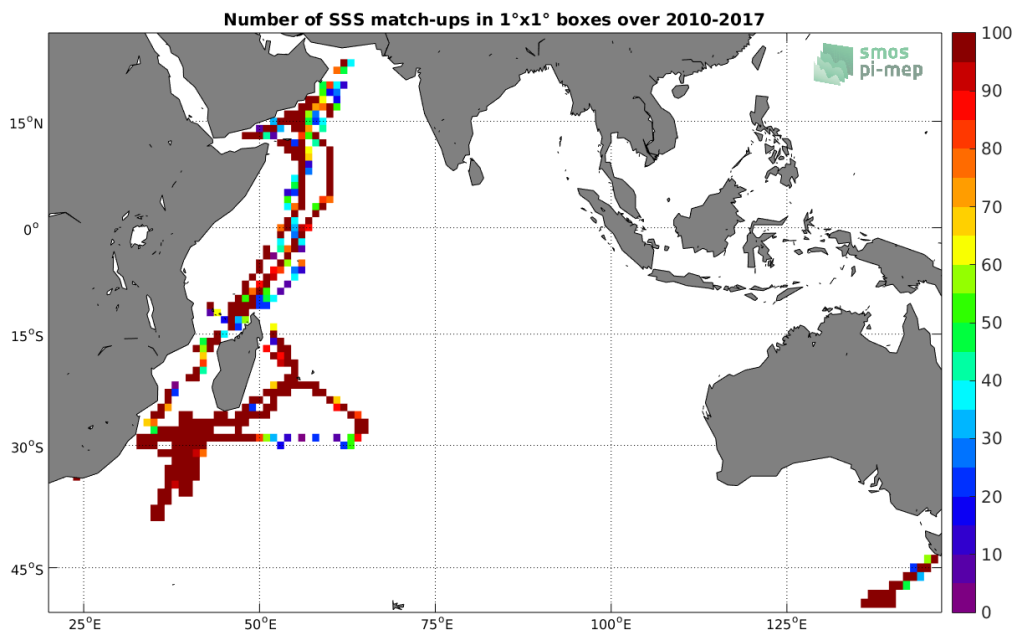 Number of SSS match-ups in 1°x1° boxes over 2010-2017
smos
pi-mep
100
90
80
70
60
50
40
30
20
10
0
15°N
0°
15°S
30°S
45°S
25°E
50°E
75°E
100°E
125°E